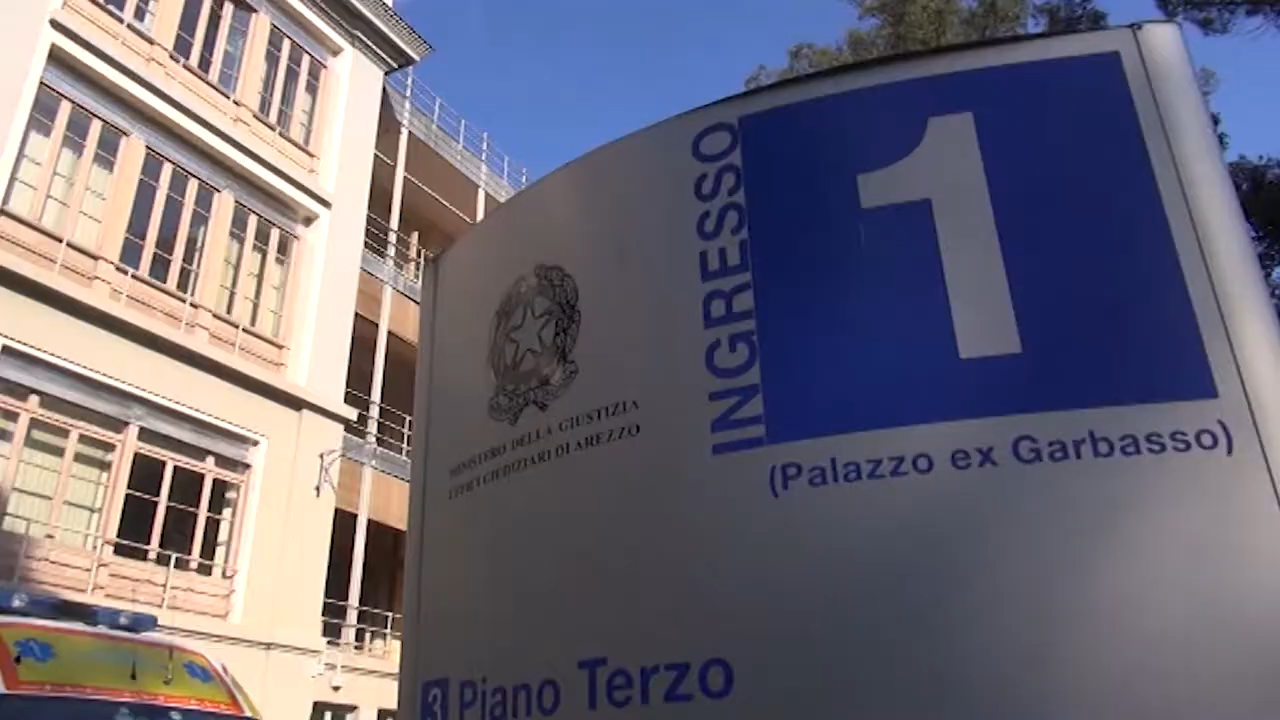 INGRESSO
1
MINISTERO DELLA GIUSTIZIA
UFFICI GIUDIZIARI DI AREZZO
(Palazzo ex Garbasso)
3 Piano Terzo